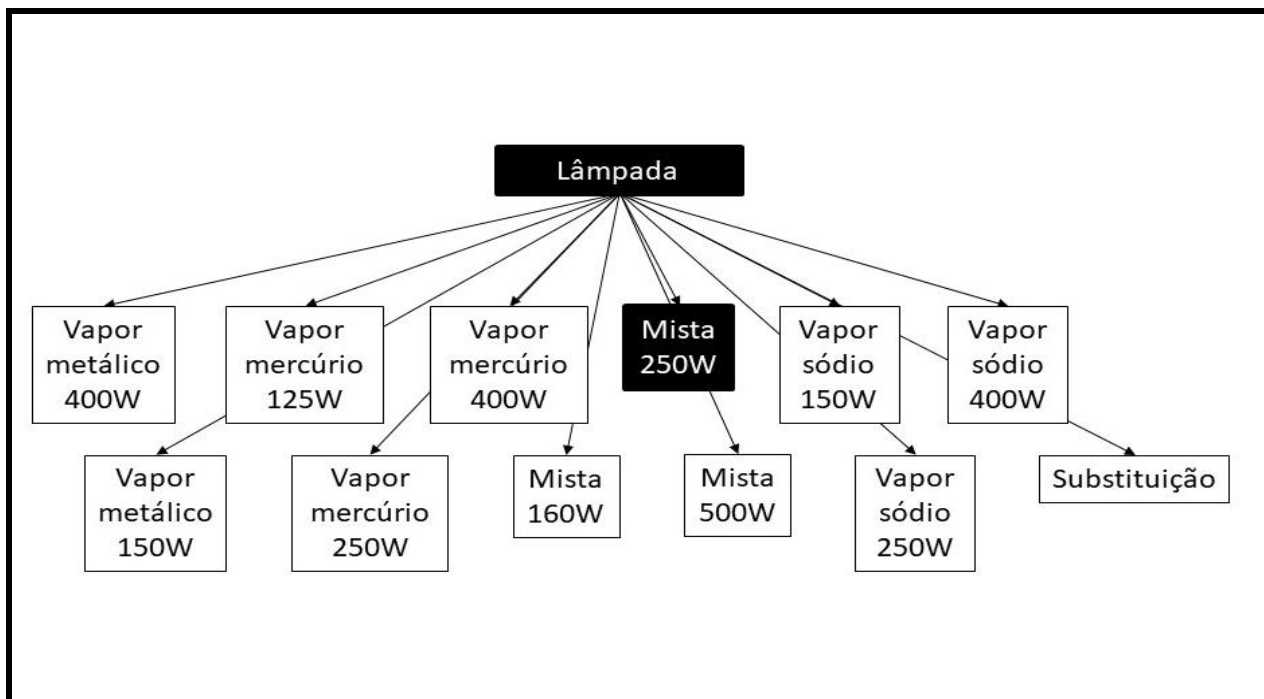 Lâmpada
Vapor
metálico
400W
Vapor
mercúrio
125W
Vapor
mercúrio
400W
Mista
250W
Vapor
sódio
150W
Vapor
sódio
400W
Vapor
metálico
150W
Vapor
mercúrio
250W
Mista
160W
Mista
500W
Vapor
sódio
250W
Substituição